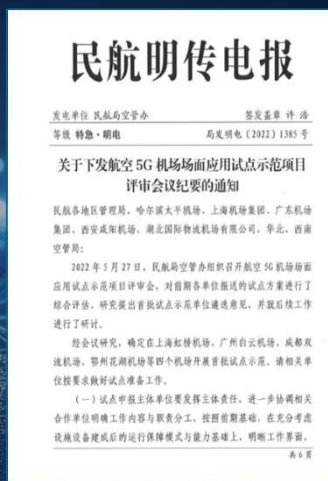 民航明传电报
发电单位 民航局空管办 签发盖章 许浩
等级 特急·明电 局发明电〔2022〕1385号
关于下发航空5G机场场面应用试点示范项目
评审会议纪要的通知
民航各地区管理局、哈尔滨太平机场、上海机场集团、广东机场
集团、西安咸阳机场、湖北国际物流机场有限公司，华北、西南
空管局：
2022年5月27日，民航局空管办组织召开航空5G机场场面
应用试点示范项目评审会，对前期各单位报送的试点方案进行了
综合评估，研究提出首批试点示范单位遴选意见，并就后续工作
进行了研讨。
经会议研究，确定在上海虹桥机场、广州白云机场、成都双
流机场、鄂州花湖机场等四个机场开展首批试点示范。请相关单
位按要求做好试点准备工作。
（一）试点申报主体单位要发挥主体责任，进一步协调相关
合作单位明确工作内容与职责分工。按照前期基础，在充分考虑
设施设备建成后的运行保障模式与能力基础上，明晰工作界面，
共6页